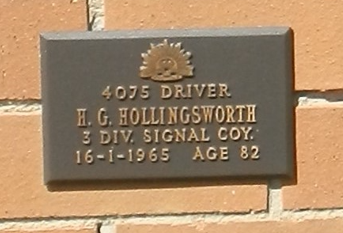 4075 DRIVER
H. G. HOLLINGSWORTH
3 DIV. SIGNAL COY.
16-1-1965 AGE 82